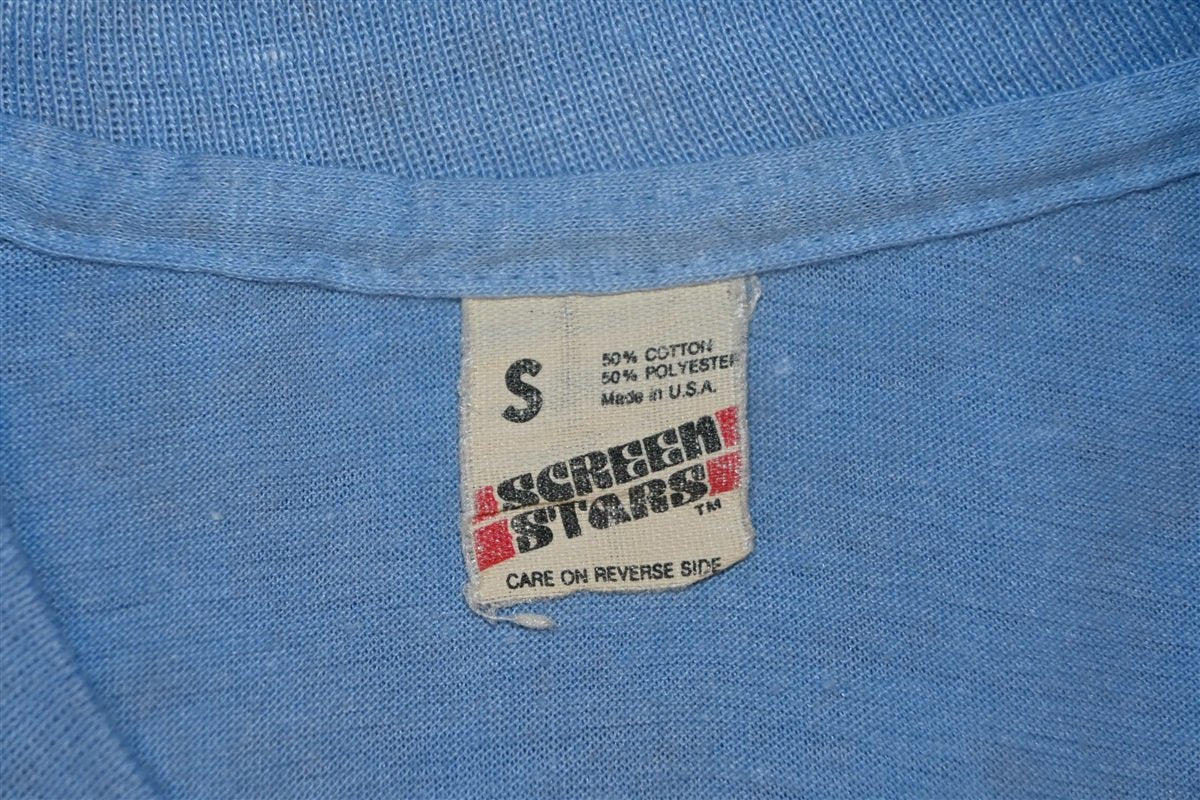 S
50% COTTON
50% POLYESTER
Made in U.S.A.
SCREEN
STARS
TM
CARE ON REVERSE SIDE